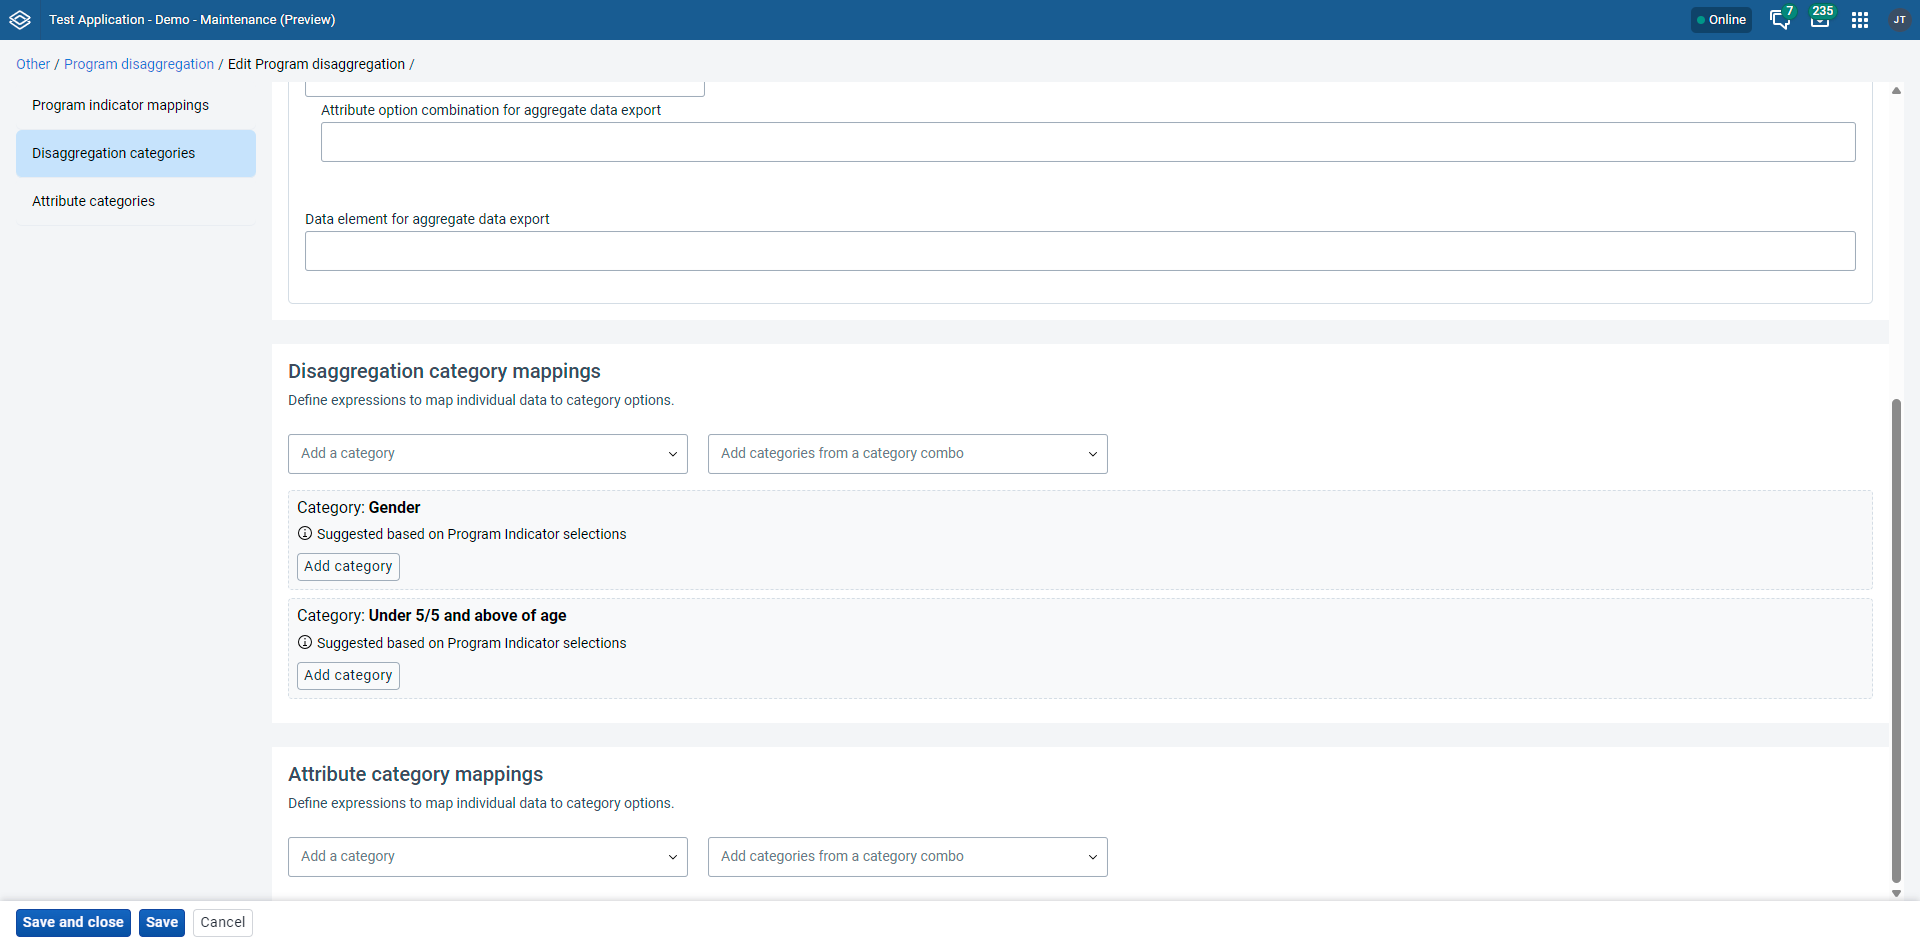 Test Application - Demo - Maintenance (Preview)
Online
7
235
JT
Other / Program disaggregation / Edit Program disaggregation /
Program indicator mappings
Disaggregation categories
Attribute categories
Attribute option combination for aggregate data export
Data element for aggregate data export
Disaggregation category mappings
Define expressions to map individual data to category options.
Add a category
Add categories from a category combo
Category: Gender
Suggested based on Program Indicator selections
Add category
Category: Under 5/5 and above of age
Suggested based on Program Indicator selections
Add category
Attribute category mappings
Define expressions to map individual data to category options.
Add a category
Add categories from a category combo
Save and close
Save
Cancel